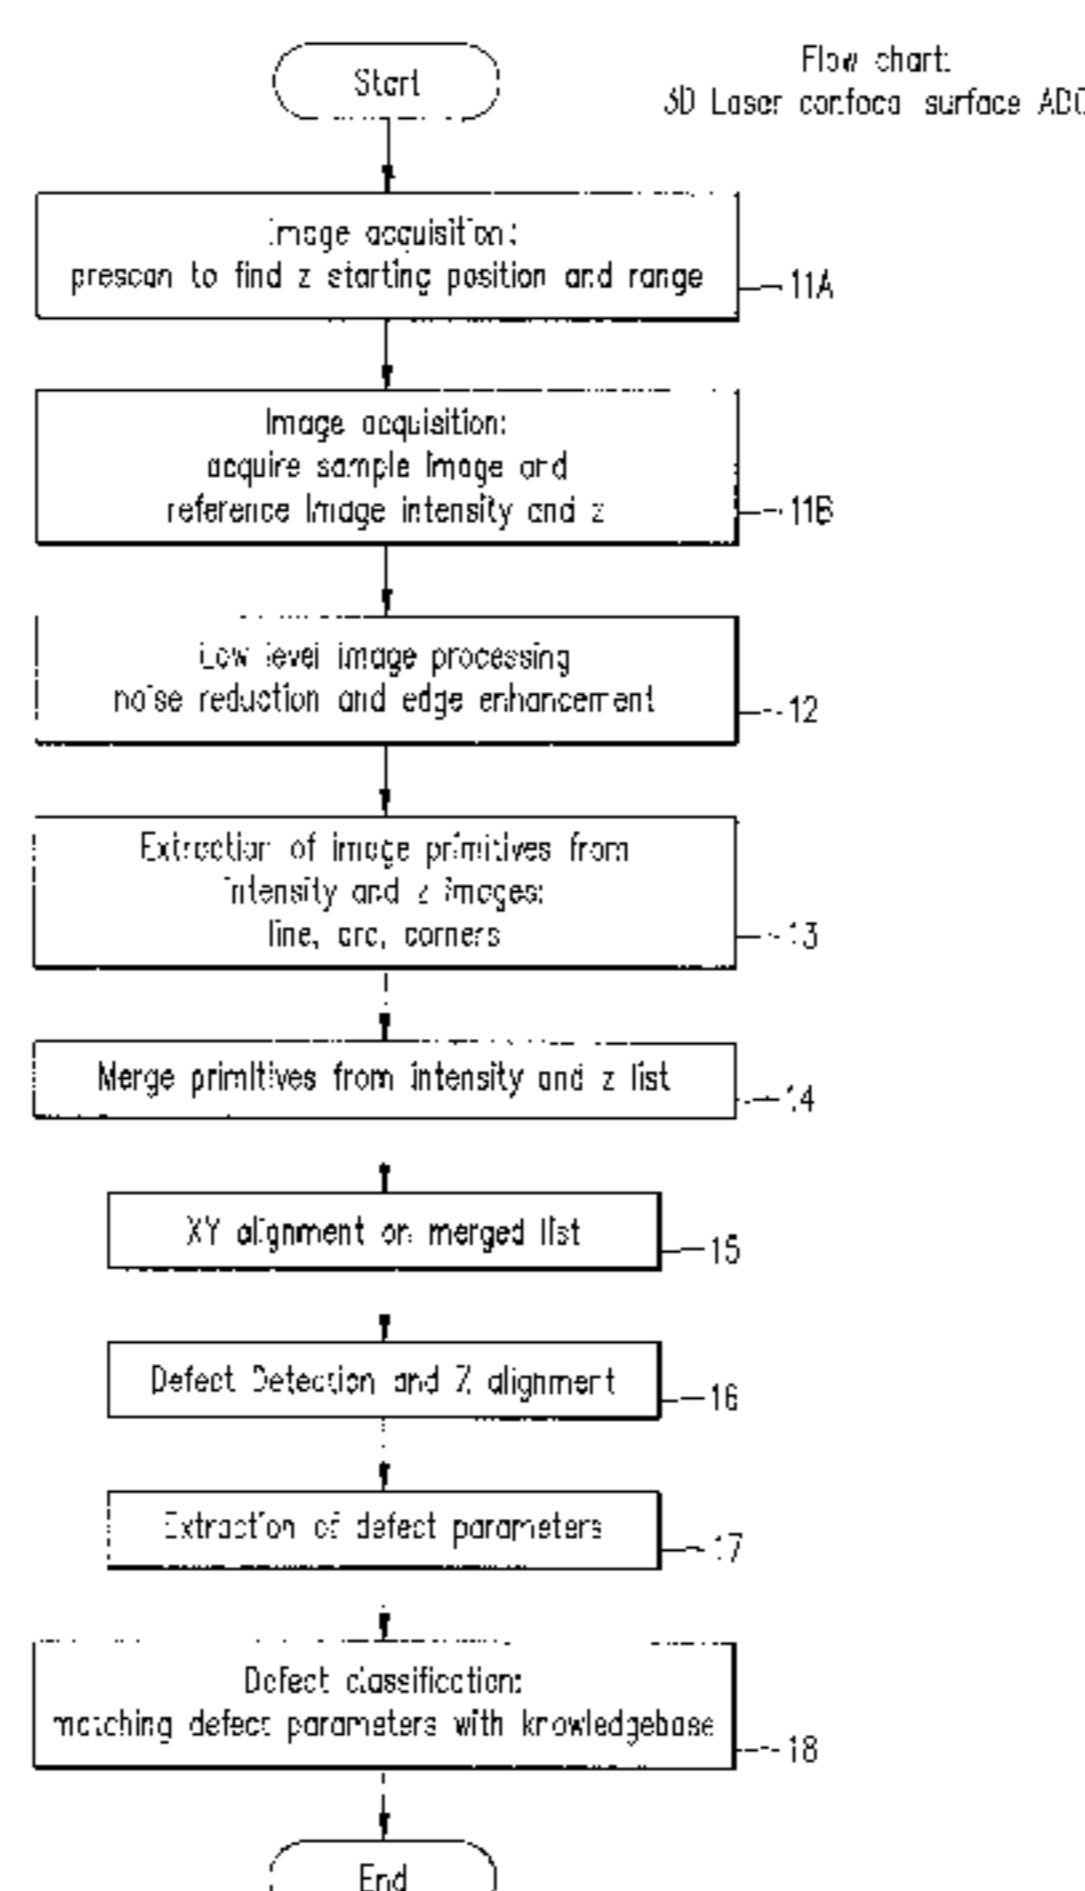 Start
Flow chart:
3D Laser confocal surface ADC
Image acquisition:
prescan to find z starting position and range
11A
Image acquisition:
acquire sample image and
reference image intensity and z
11B
Low level image processing
noise reduction and edge enhancement
12
Extraction of image primitives from
intensity and z images:
line, arc, corners
13
Merge primitives from intensity and z list
14
XY alignment on merged list
15
Defect Detection and Z alignment
16
Extraction of defect parameters
17
Defect classification:
matching defect parameters with knowledgebase
18
End